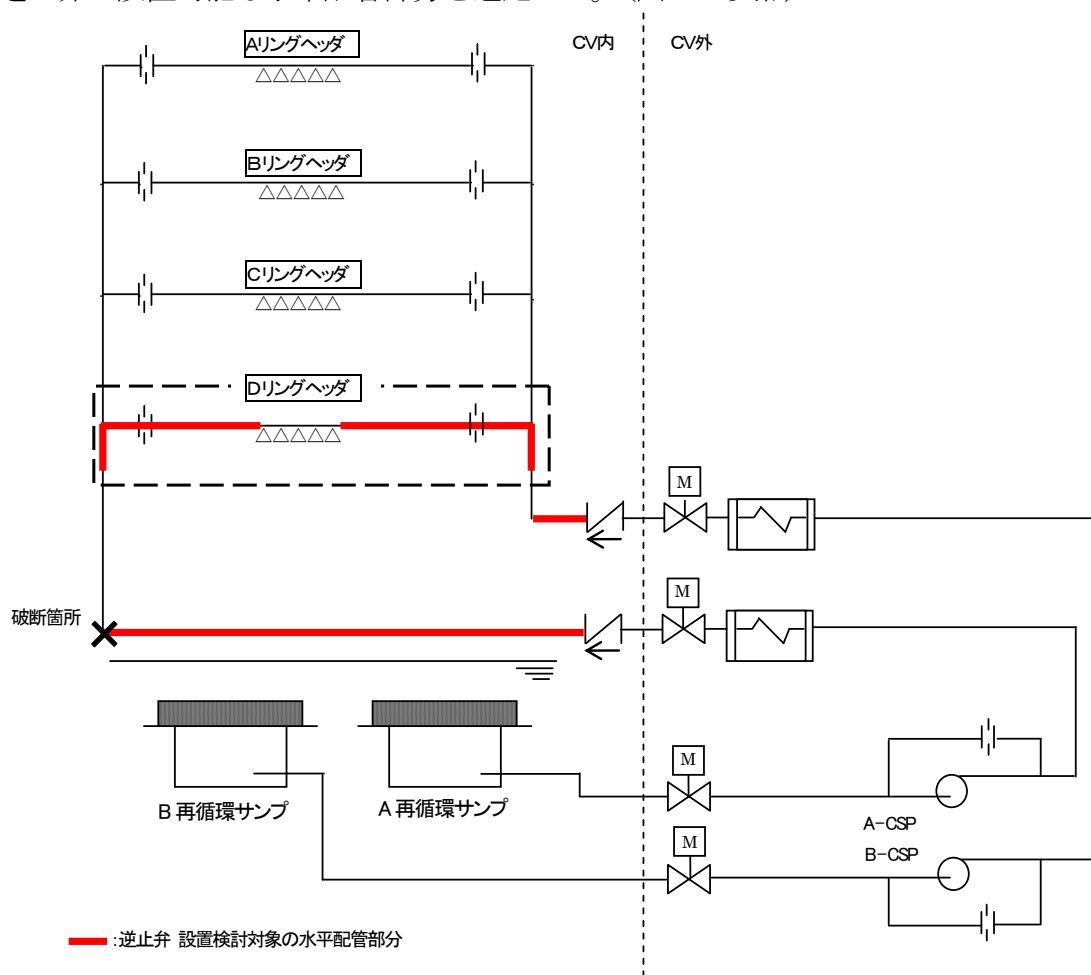 Aリングヘッダ
CV内
CV外
Bリングヘッダ
Cリングヘッダ
Dリングヘッダ
M
M
破断箇所
M
B 再循環サンプ
A 再循環サンプ
A-CSP
M
B-CSP
:逆止弁 設置検討対象の水平配管部分